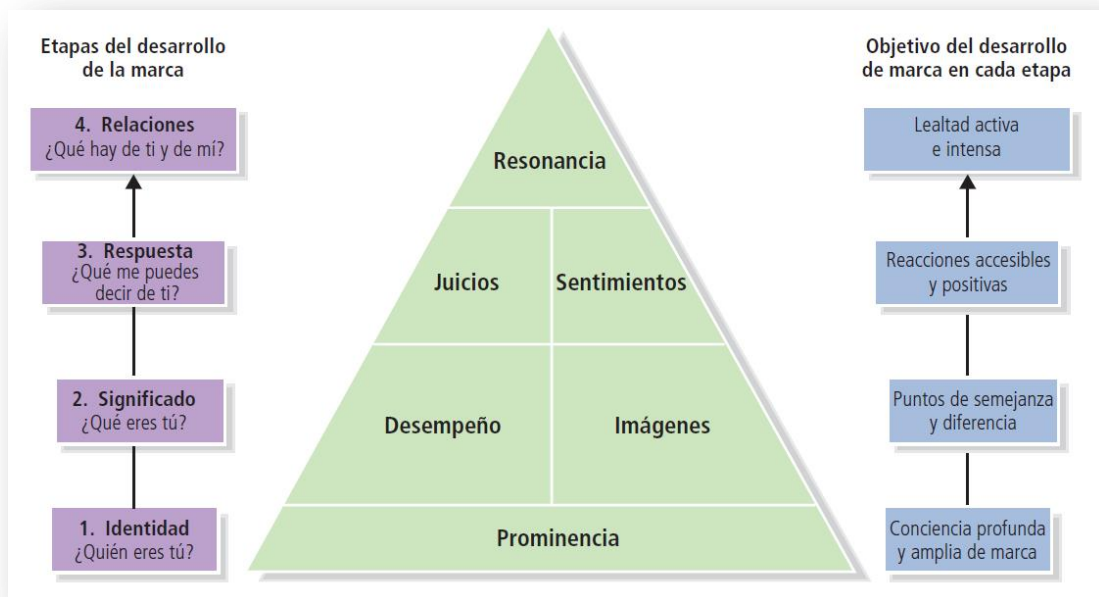 Etapas del desarrollo
de la marca
4. Relaciones
¿Qué hay de ti y de mí?
3. Respuesta
¿Qué me puedes
decir de ti?
2. Significado
¿Qué eres tú?
1. Identidad
¿Quién eres tú?
Resonancia
Juicios
Sentimientos
Desempeño
Imágenes
Prominencia
Objetivo del desarrollo
de marca en cada etapa
Lealtad activa
e intensa
Reacciones accesibles
y positivas
Puntos de semejanza
y diferencia
Conciencia profunda
y amplia de marca